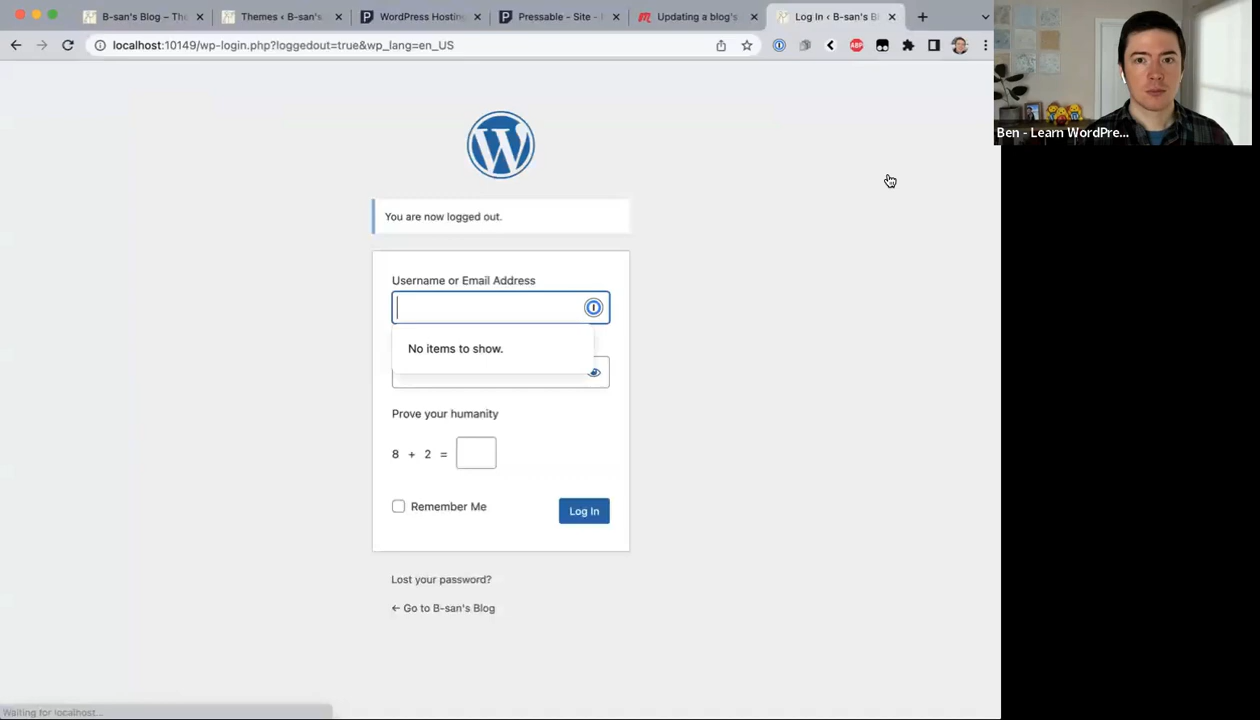 B-san's Blog – The
Themes ‹ B-san's
WordPress Hosting
Pressable - Site -
Updating a blog's
Log In ‹ B-san's Bl
localhost:10149/wp-login.php?loggedout=true&wp_lang=en_US
ABP
Ben - Learn WordPre...
You are now logged out.
Username or Email Address
No items to show.
Prove your humanity
8 + 2 =
Remember Me
Log In
Lost your password?
← Go to B-san's Blog
Waiting for localhost...